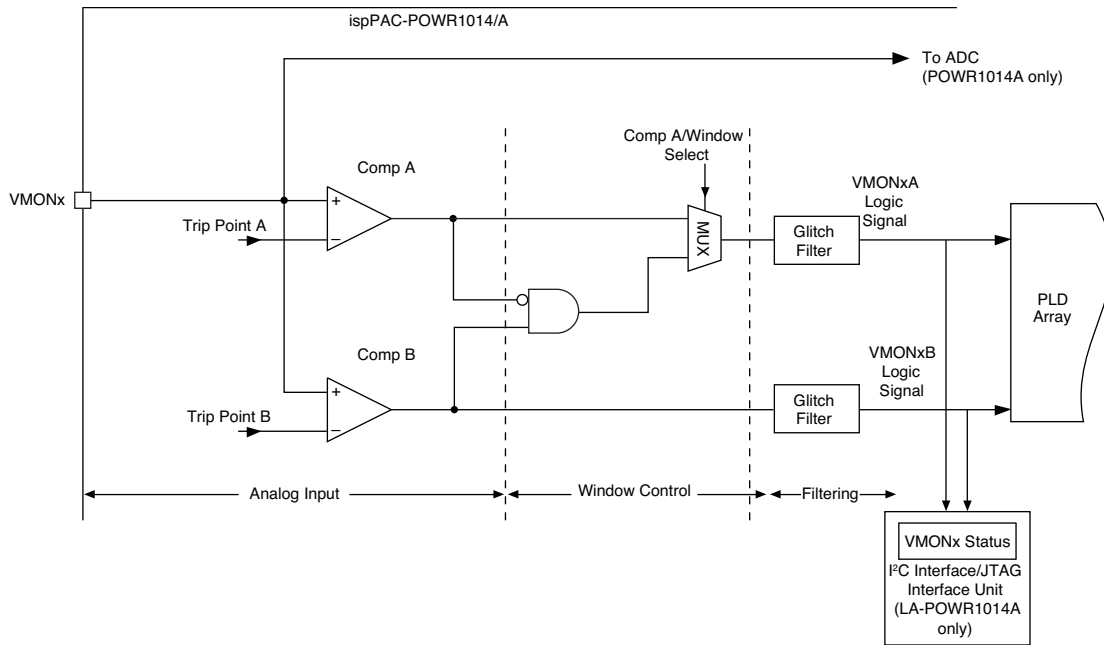 ispPAC-POWR1014/A
To ADC
(POWR1014A only)
Comp A/Window
Select
Comp A
VMONx
+
Trip Point A
–
MUX
Glitch
Filter
VMONxA
Logic
Signal
PLD
Array
Comp B
+
Trip Point B
–
Glitch
Filter
VMONxB
Logic
Signal
Analog Input
Window Control
Filtering
VMONx Status
I²C Interface/JTAG
Interface Unit
(LA-POWR1014A
only)